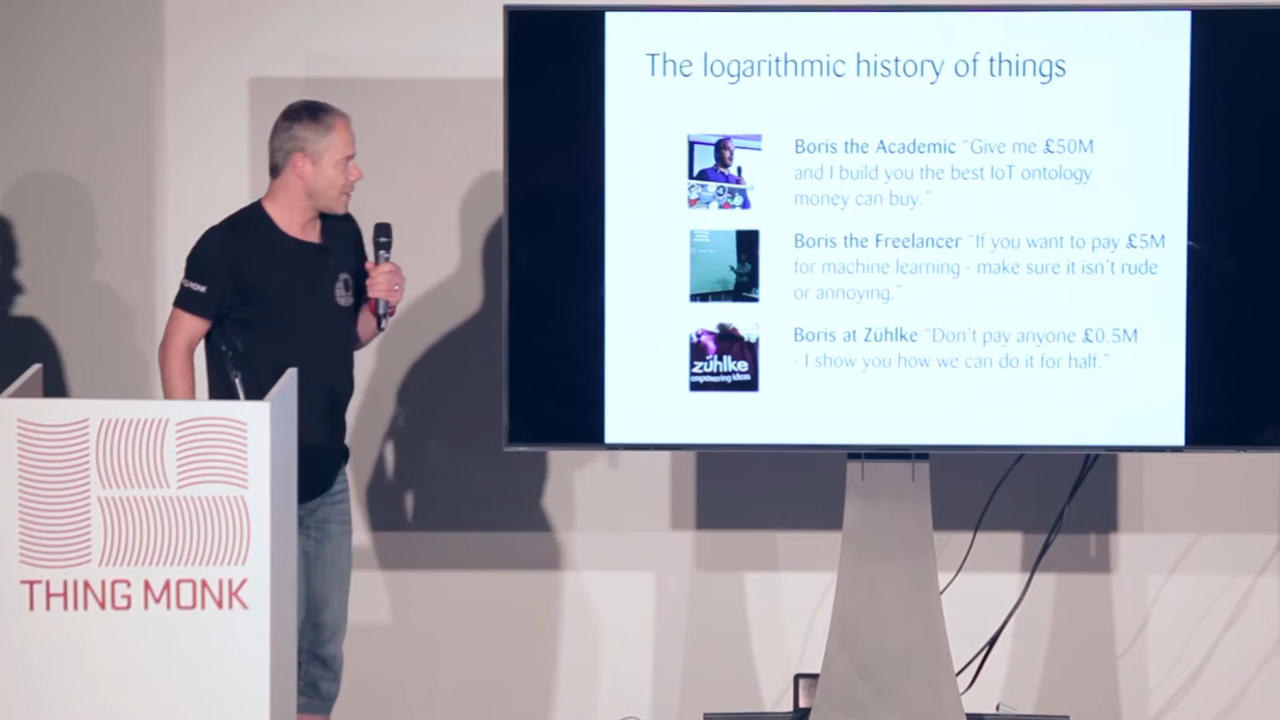 The logarithmic history of things
Boris the Academic “Give me £50M
and I build you the best IoT ontology
money can buy.”
Boris the Freelancer “If you want to pay £5M
for machine learning - make sure it isn't rude
or annoying.”
Boris at Zühlke “Don't pay anyone £0.5M
- I show you how we can do it for half.”
zühlke
empowering ideas
THING MONK